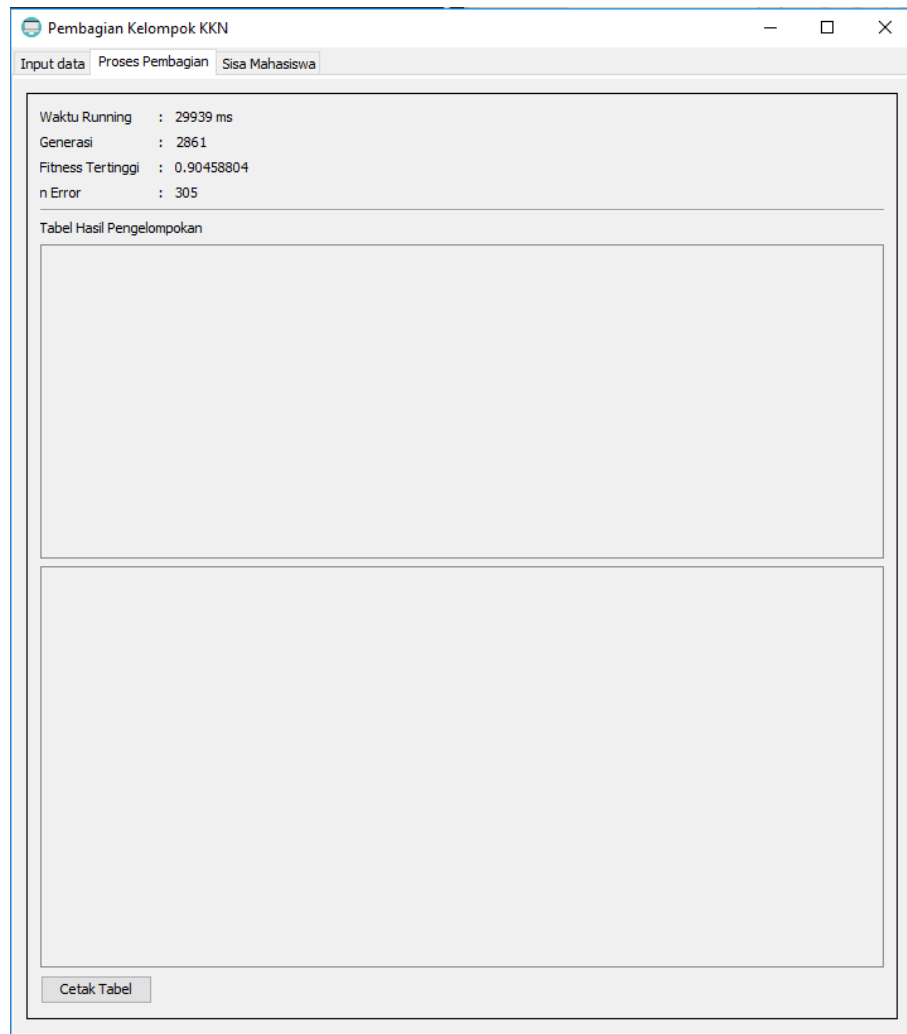 Pembagian Kelompok KKN
Input data Proses Pembagian Sisa Mahasiswa
Waktu Running : 29939 ms
Generasi : 2861
Fitness Tertinggi : 0.90458804
n Error : 305
Tabel Hasil Pengelompokan
Cetak Tabel